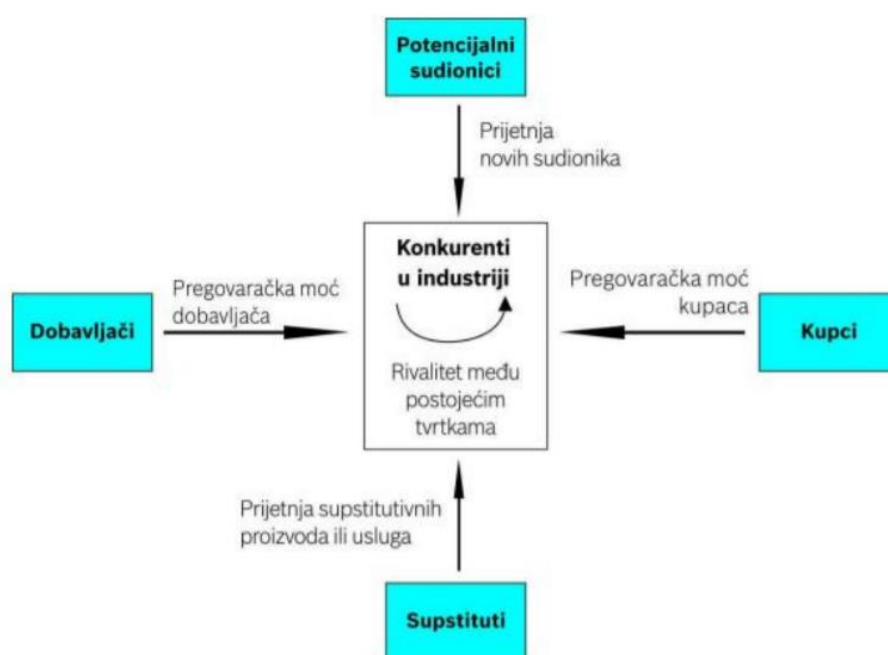 Potencijalni
sudionici
Prijetnja
novih sudionika
Konkurenti
u industriji
Pregovaračka moć
dobavljača
Pregovaračka moć
kupaca
Dobavljači
Kupci
Rivalitet među
postojećim
tvrtkama
Prijetnja supstitutivnih
proizvoda ili usluga
Supstituti